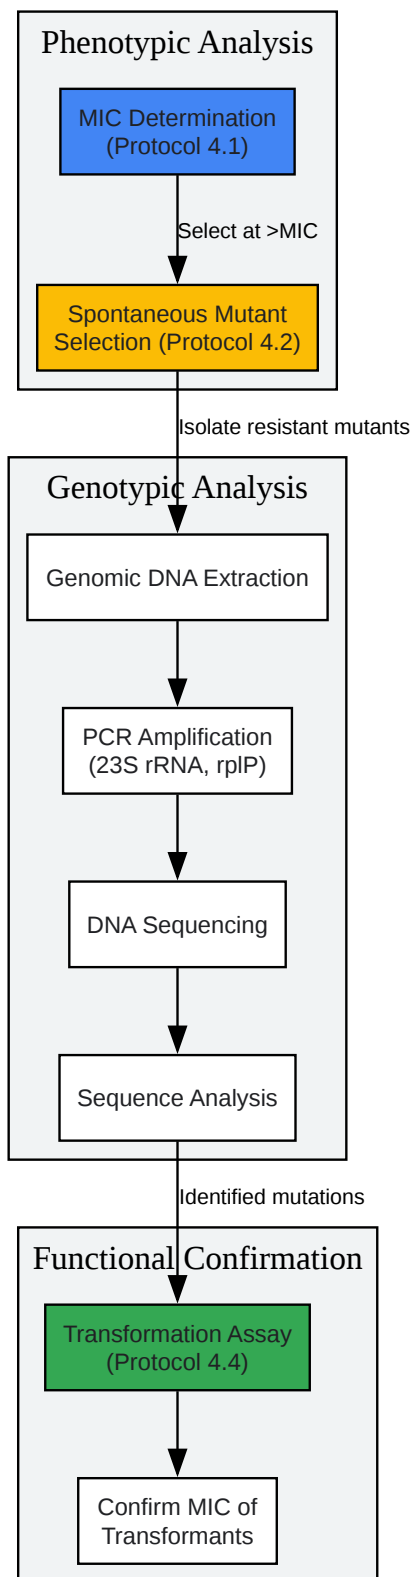 Phenotypic Analysis
MIC Determination
(Protocol 4.1)
Select at >MIC
Spontaneous Mutant
Selection (Protocol 4.2)
Isolate resistant mutants
Genotypic Analysis
Genomic DNA Extraction
PCR Amplification
(23S rRNA, rplP)
DNA Sequencing
Sequence Analysis
Identified mutations
Functional Confirmation
Transformation Assay
(Protocol 4.4)
Confirm MIC of
Transformants